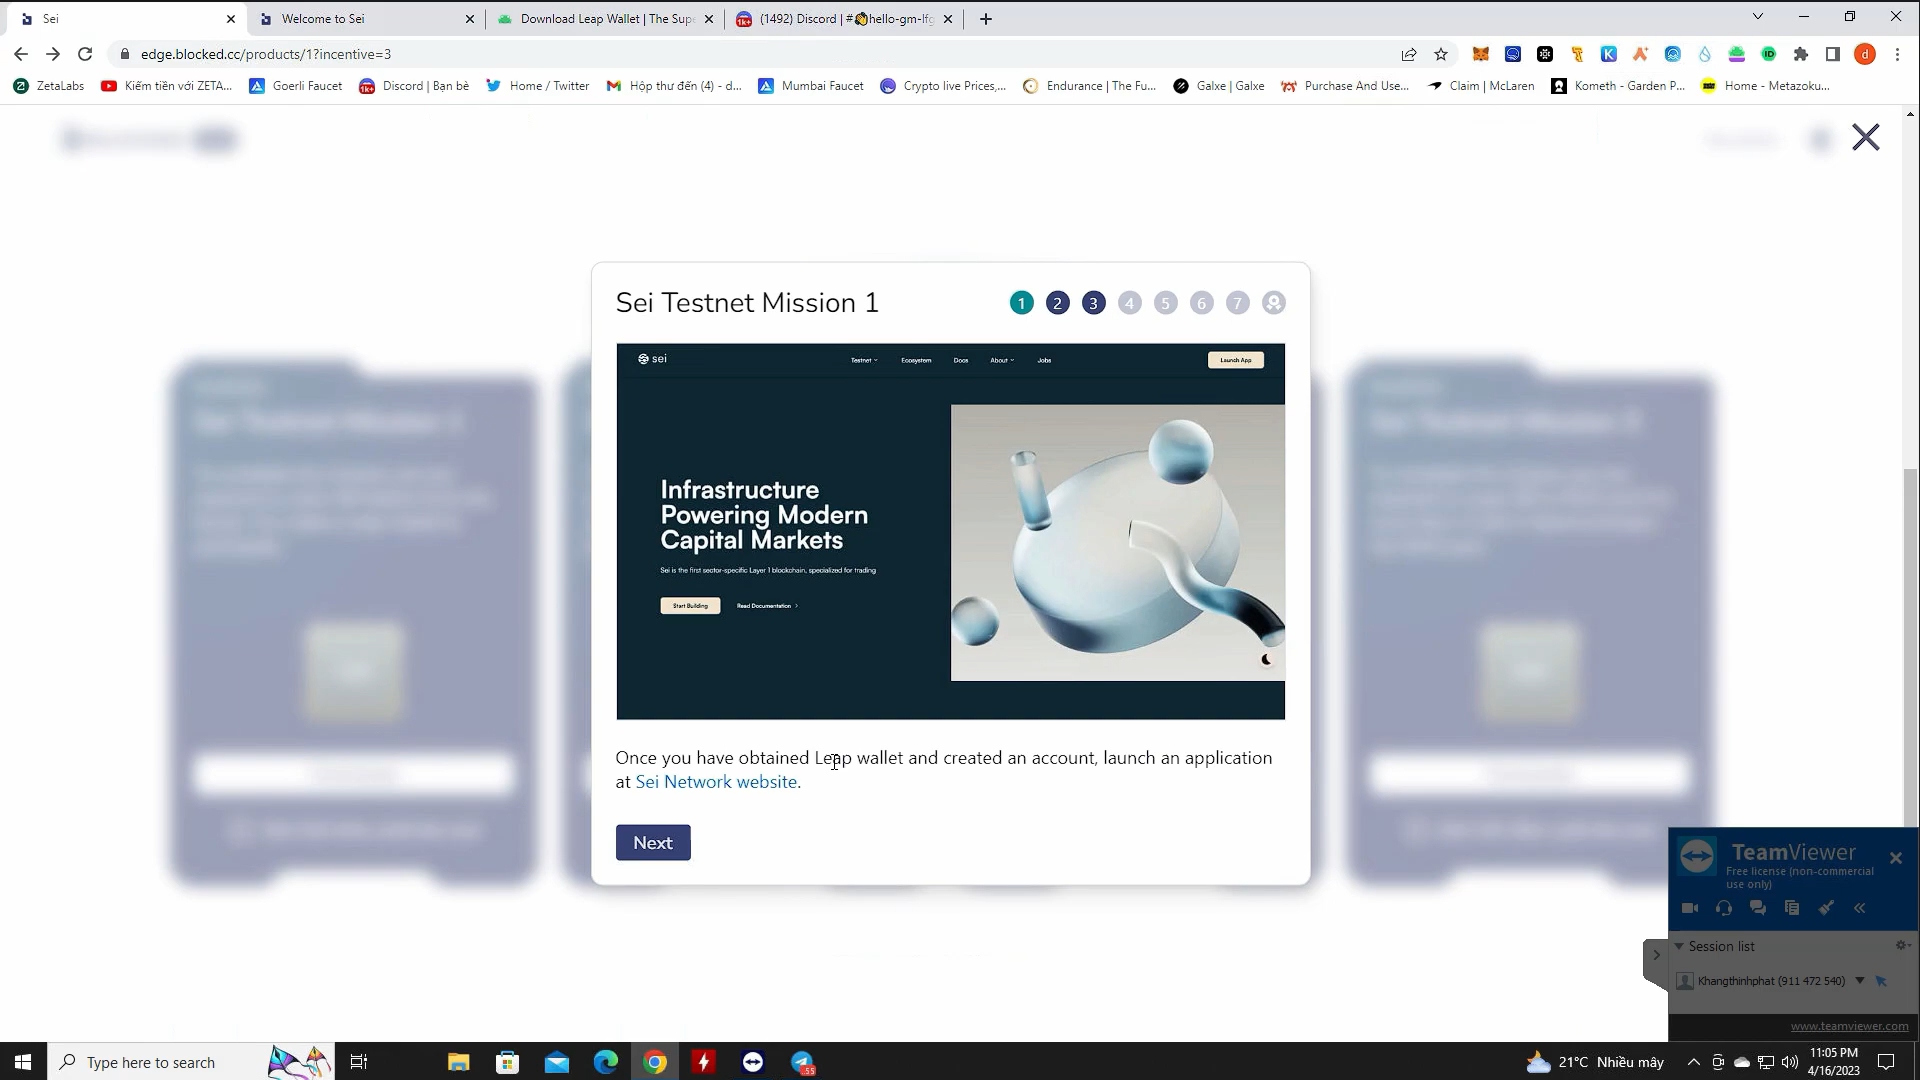 Sei
Welcome to Sei
Download Leap Wallet | The Supe
(1492) Discord | #👋hello-gm-lfg
edge.blocked.cc/products/1?incentive=3
d
ZetaLabs
Kiếm tiền với ZETA...
Goerli Faucet
Discord | Bạn bè
Home / Twitter
Hộp thư đến (4) - d...
Mumbai Faucet
Crypto live Prices,...
Endurance | The Fu...
Galxe | Galxe
Purchase And Use...
Claim | McLaren
Kometh - Garden P...
Home - Metazoku...
Sei Testnet Mission 1
1 2 3 4 5 6 7
sei
Testnet
Ecosystem
Docs
About
Jobs
Launch App
Infrastructure
Powering Modern
Capital Markets
Sei is the first sector-specific Layer 1 blockchain, specialized for trading
Start Building
Read Documentation
Once you have obtained Leap wallet and created an account, launch an application
at Sei Network website.
Next
TeamViewer
Free license (non-commercial
use only)
Session list
Khangthinhphat (911 472 540)
www.teamviewer.com
Type here to search
21°C Nhiều mây
11:05 PM
4/16/2023